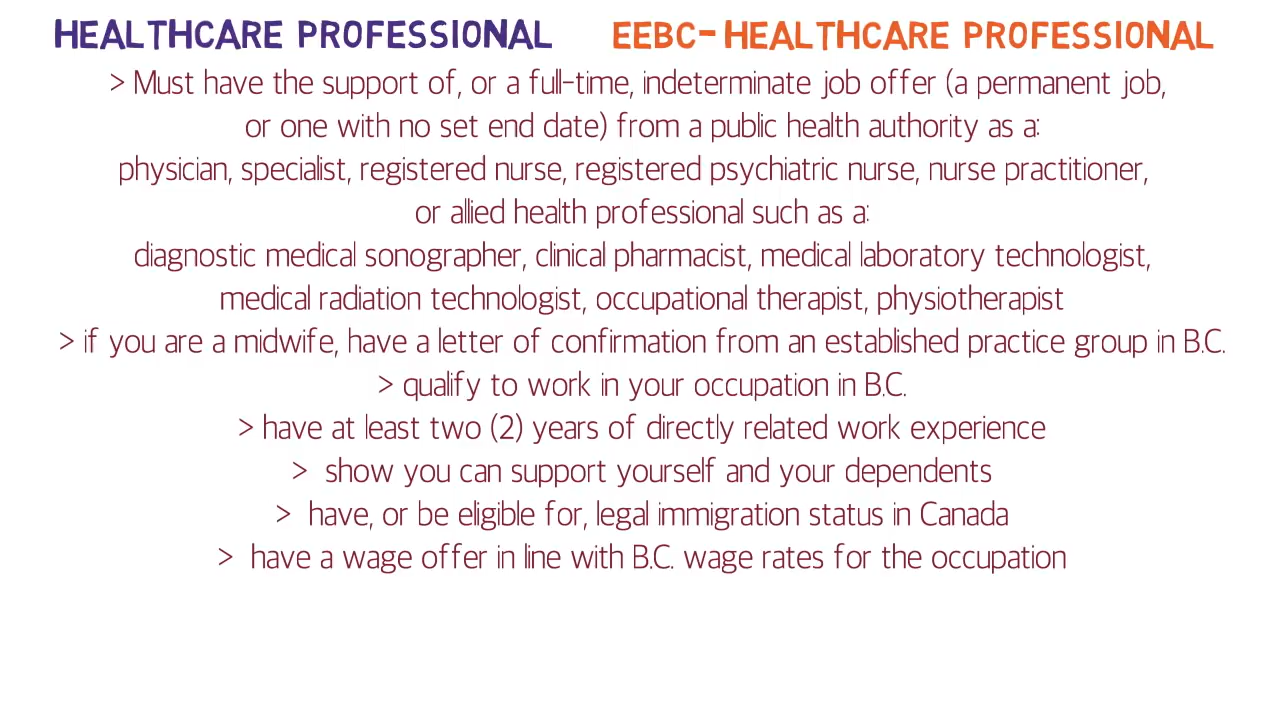 HEALTHCARE PROFESSIONAL EEBC-HEALTHCARE PROFESSIONAL
> Must have the support of, or a full-time, indeterminate job offer (a permanent job,
or one with no set end date) from a public health authority as a:
physician, specialist, registered nurse, registered psychiatric nurse, nurse practitioner,
or allied health professional such as a:
diagnostic medical sonographer, clinical pharmacist, medical laboratory technologist,
medical radiation technologist, occupational therapist, physiotherapist
> if you are a midwife, have a letter of confirmation from an established practice group in B.C.
> qualify to work in your occupation in B.C.
> have at least two (2) years of directly related work experience
> show you can support yourself and your dependents
> have, or be eligible for, legal immigration status in Canada
> have a wage offer in line with B.C. wage rates for the occupation